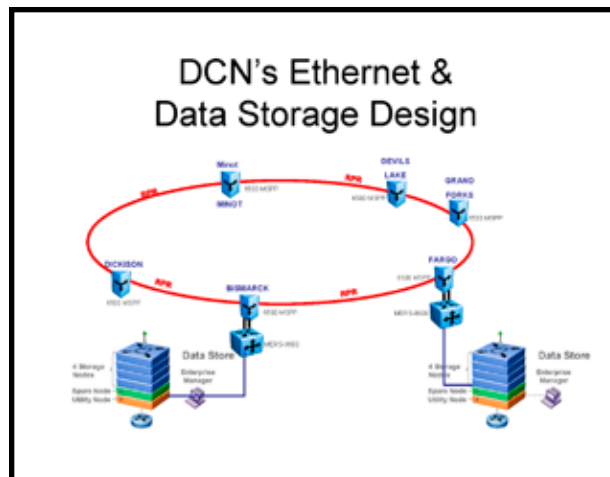 DCN's Ethernet &
Data Storage Design
Minot
MINOT
RPR
RPR
DEVILS
LAKE
GRAND
FORKS
DICKISON
RPR
BISMARCK
RPR
FARGO
Data Store
4 Storage
Nodes
Enterprise
Manager
Spare Node
Utility Node
Data Store
4 Storage
Nodes
Enterprise
Manager
Spare Node
Utility Node